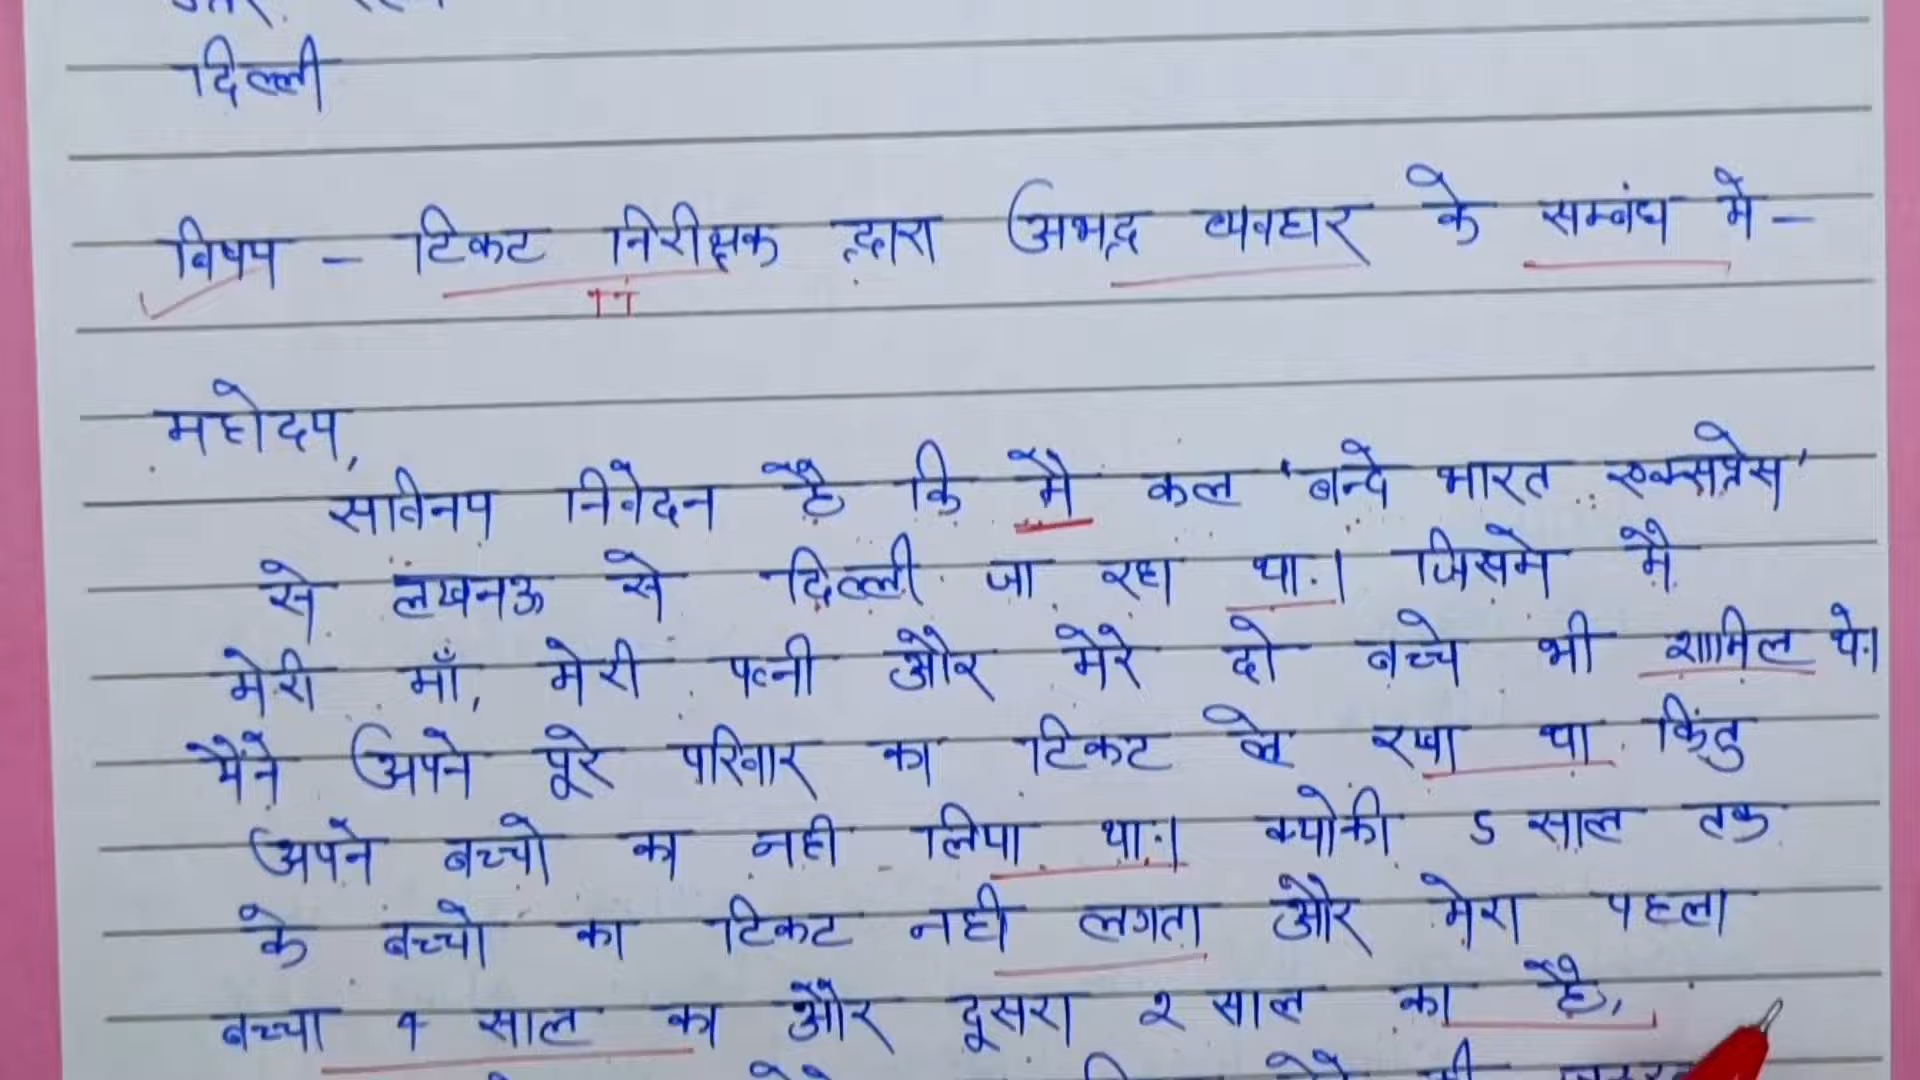 दिल्ली
विषय - टिकट निरीक्षक द्वारा अभद्र व्यवहार के सम्बंध मे -
महोदय,
सविनय निवेदन है कि मै कल 'बन्दे भारत एक्सप्रेस'
से लखनऊ से दिल्ली जा रहा था। जिसमे मै
मेरी माँ, मेरी पत्नी और मेरे दो बच्चे भी शामिल थे।
मैने अपने पूरे परिवार का टिकट ले रखा था किंतु
अपने बच्चो का नही लिया था। क्योकी 5 साल तक
के बच्चो का टिकट नही लगता और मेरा पहला
बच्चा 1 साल का और दूसरा २ साल का है,